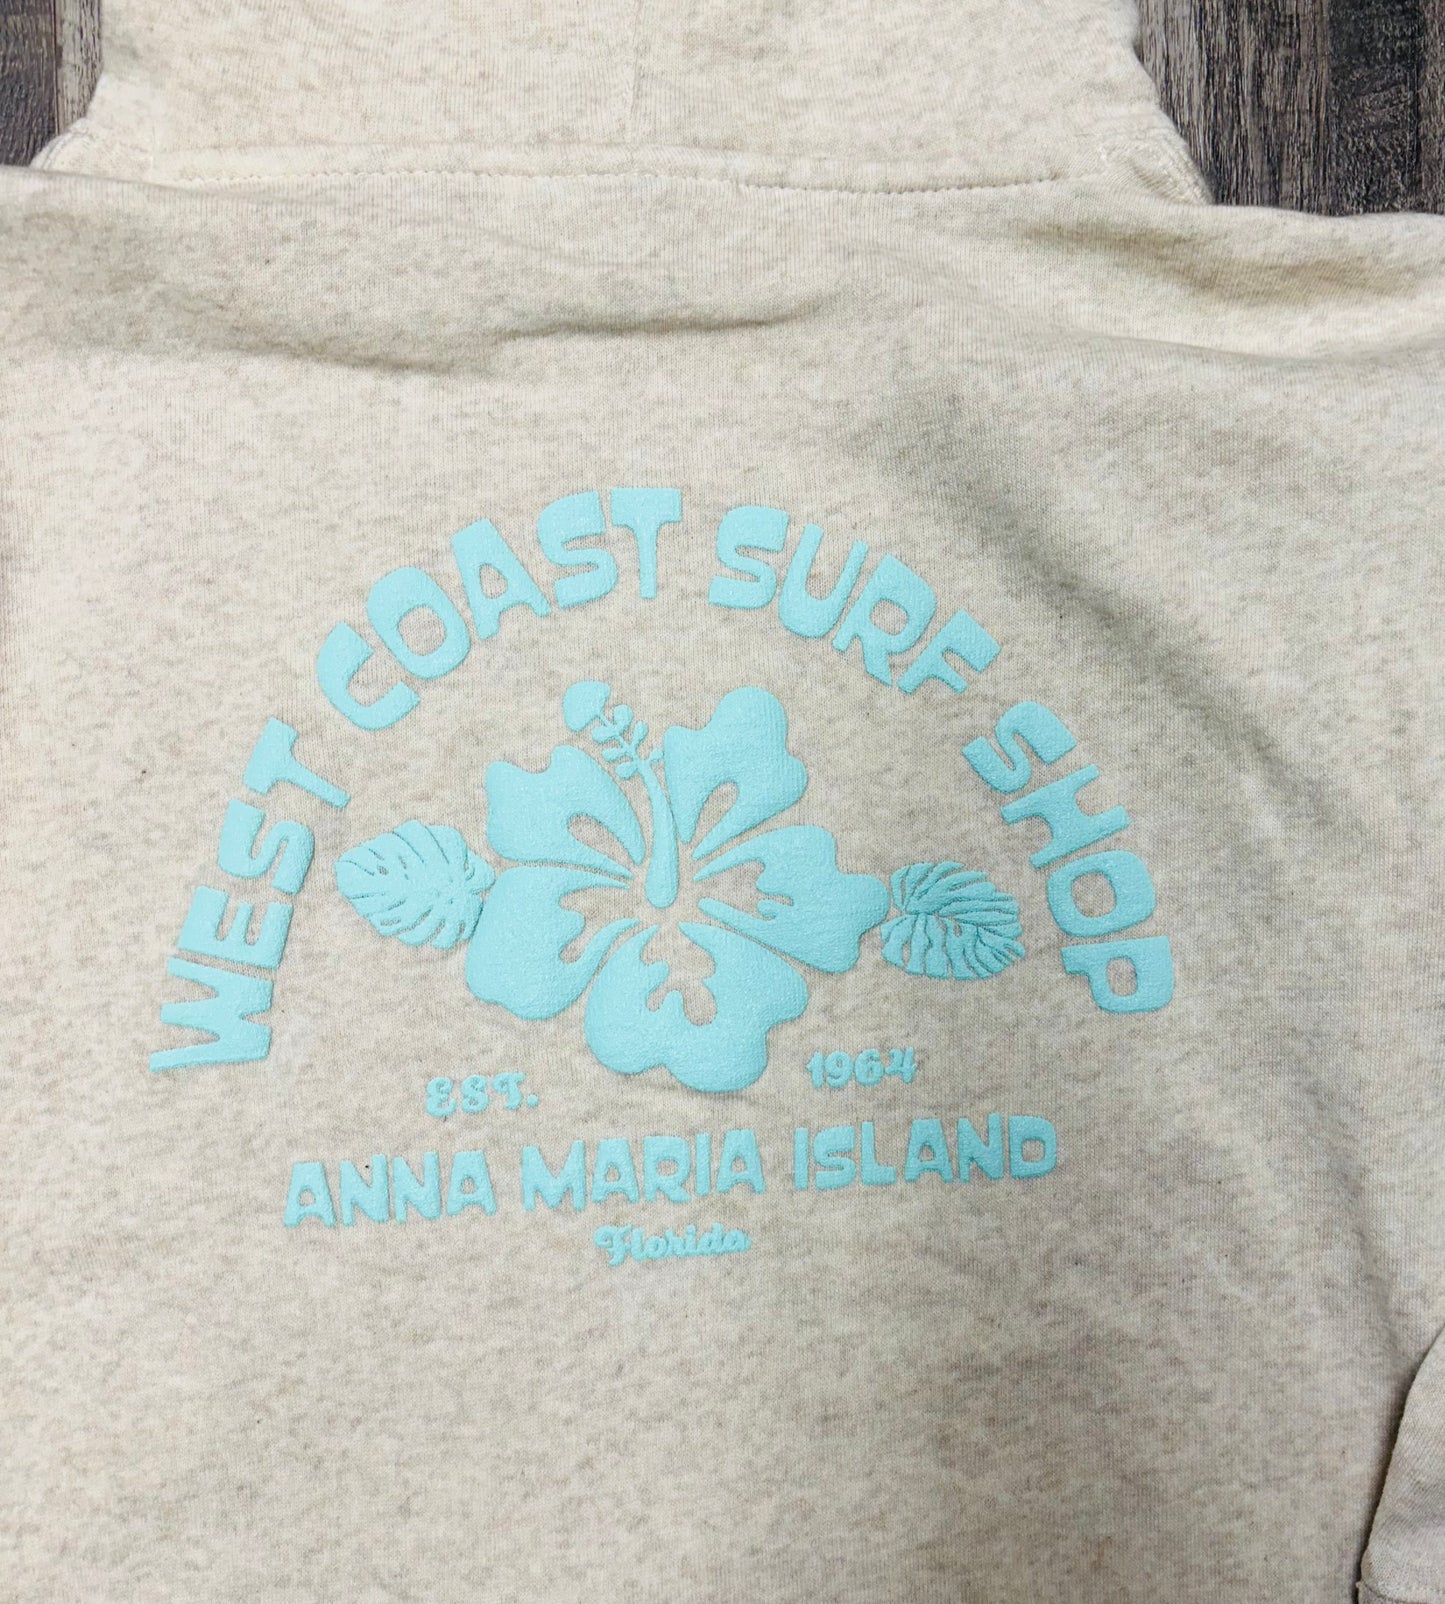 WEST COAST SURF SHOP
EST. 1964
ANNA MARIA ISLAND
Florida